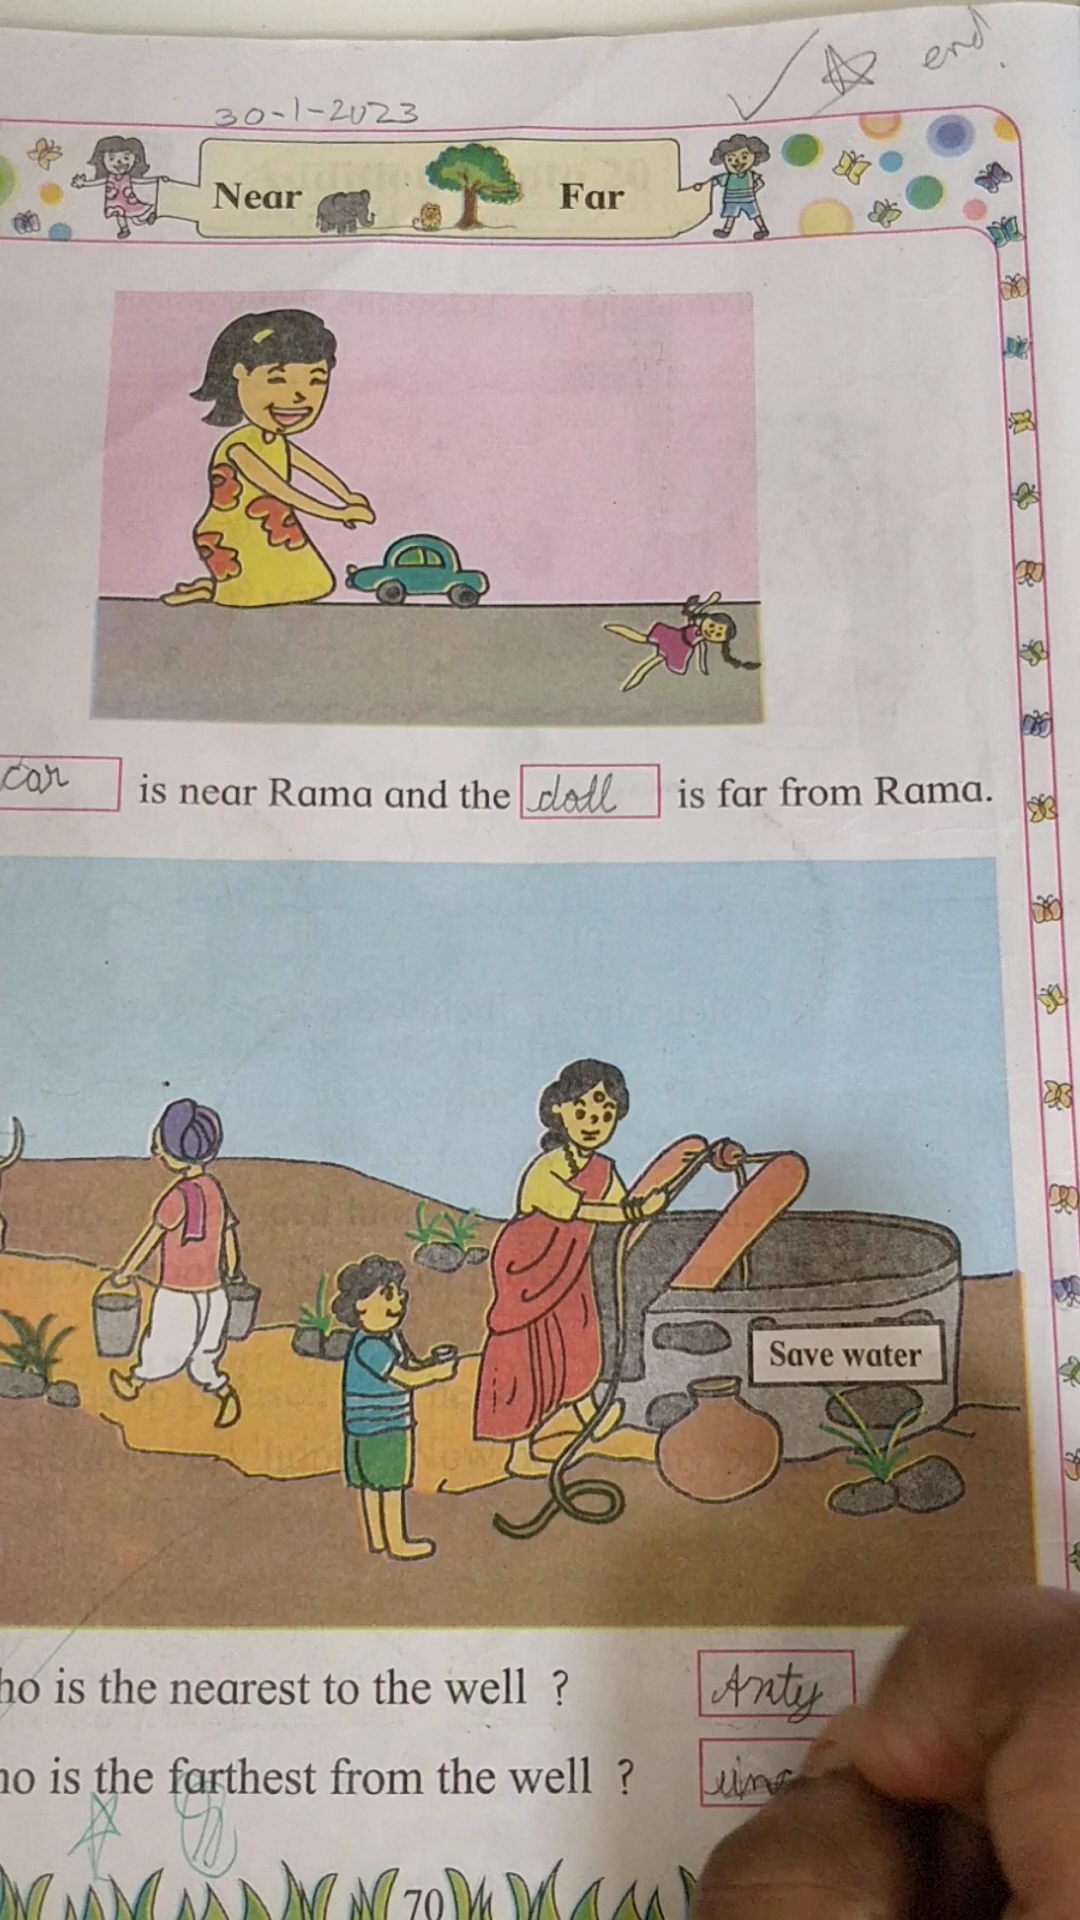 end.
30-1-2023
Near Far
car is near Rama and the doll is far from Rama.
Save water
ho is the nearest to the well ? Anty
ho is the farthest from the well ?
70